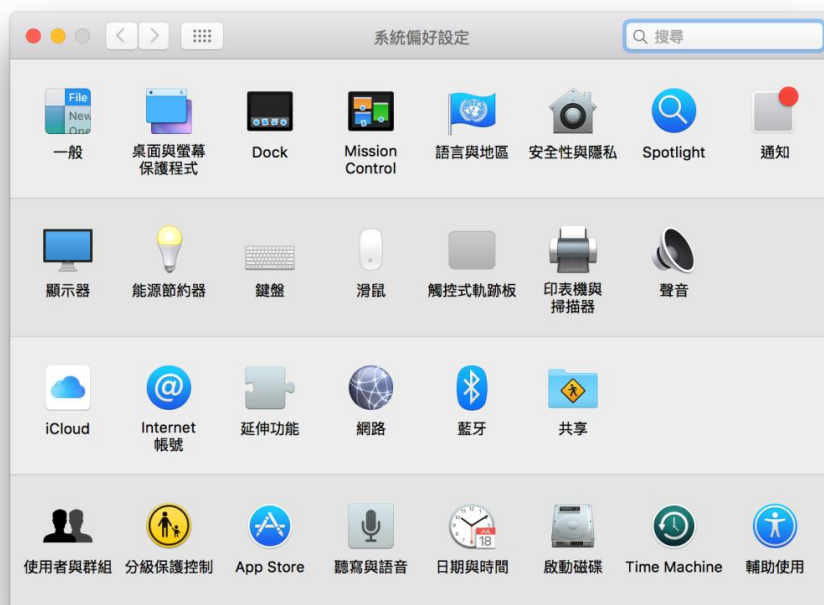 系統偏好設定
搜尋
File
New
Ope
一般
桌面與螢幕
保護程式
Dock
Mission
Control
語言與地區
安全性與隱私
Spotlight
通知
顯示器
能源節約器
鍵盤
滑鼠
觸控式軌跡板
印表機與
掃描器
聲音
iCloud
Internet
帳號
延伸功能
網路
藍牙
共享
使用者與群組
分級保護控制
App Store
聽寫與語音
JUL
18
日期與時間
啟動磁碟
Time Machine
輔助使用